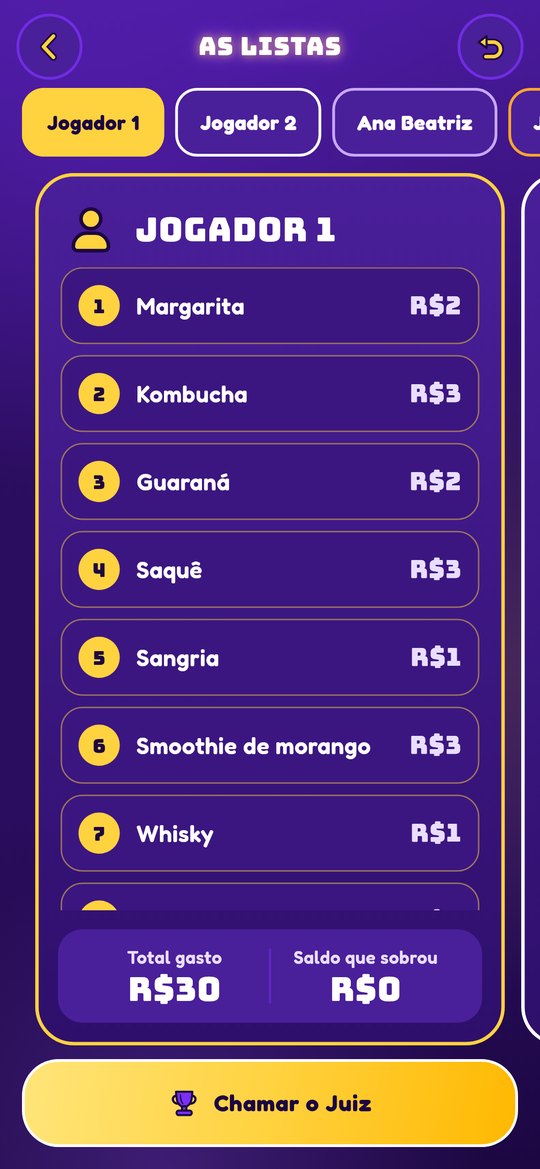 AS LISTAS
Jogador 1
Jogador 2
Ana Beatriz
JOGADOR 1
1 Margarita R$2
2 Kombucha R$3
3 Guaraná R$2
4 Saquê R$3
5 Sangria R$1
6 Smoothie de morango R$3
7 Whisky R$1
Total gasto Saldo que sobrou
R$30 R$0
Chamar o Juiz